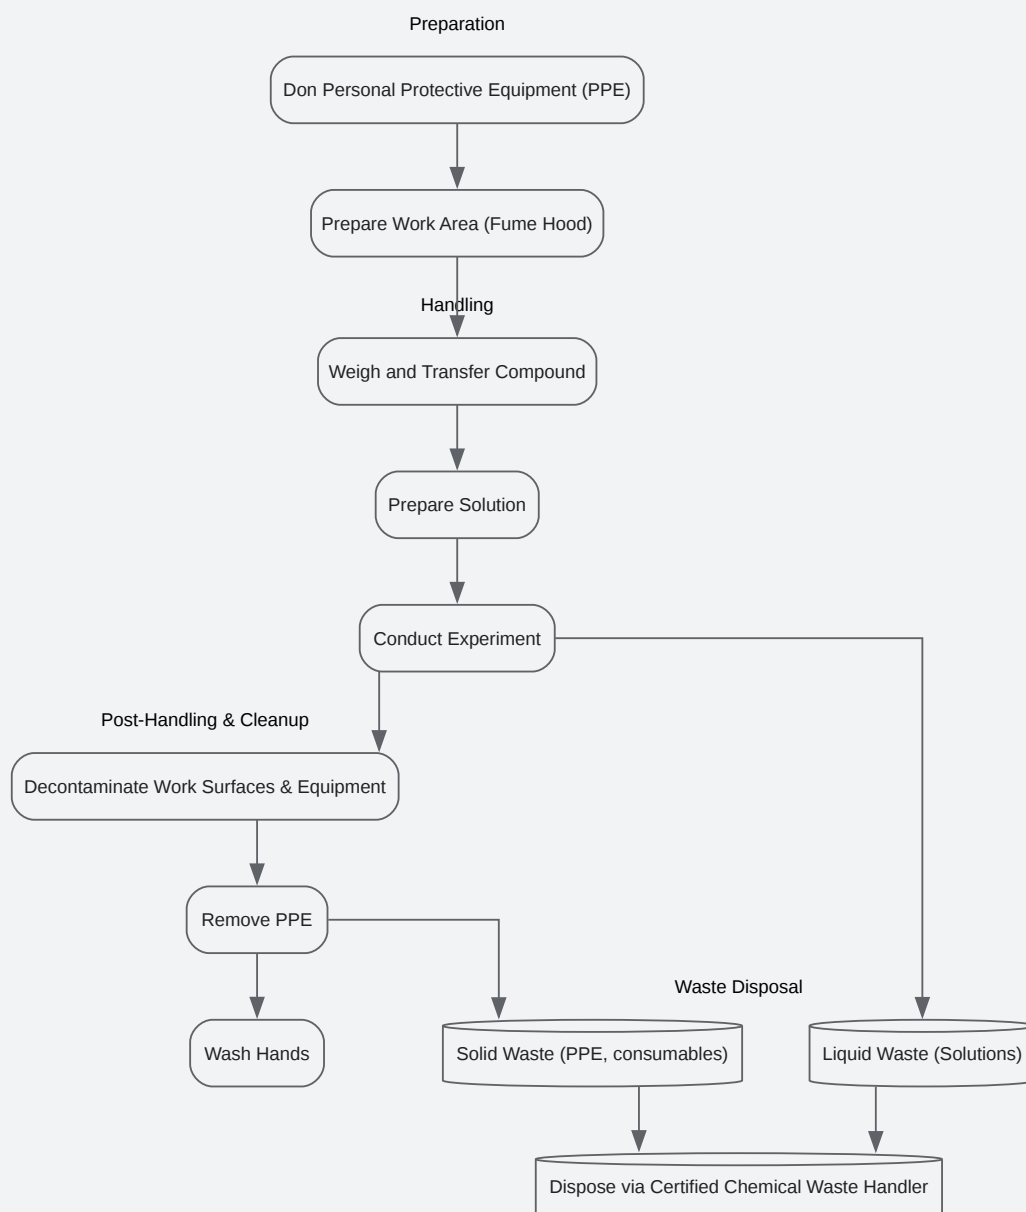 Preparation
Don Personal Protective Equipment (PPE)
Prepare Work Area (Fume Hood)
Handling
Weigh and Transfer Compound
Prepare Solution
Conduct Experiment
Post-Handling & Cleanup
Decontaminate Work Surfaces & Equipment
Remove PPE
Waste Disposal
Wash Hands
Solid Waste (PPE, consumables)
Liquid Waste (Solutions)
Dispose via Certified Chemical Waste Handler